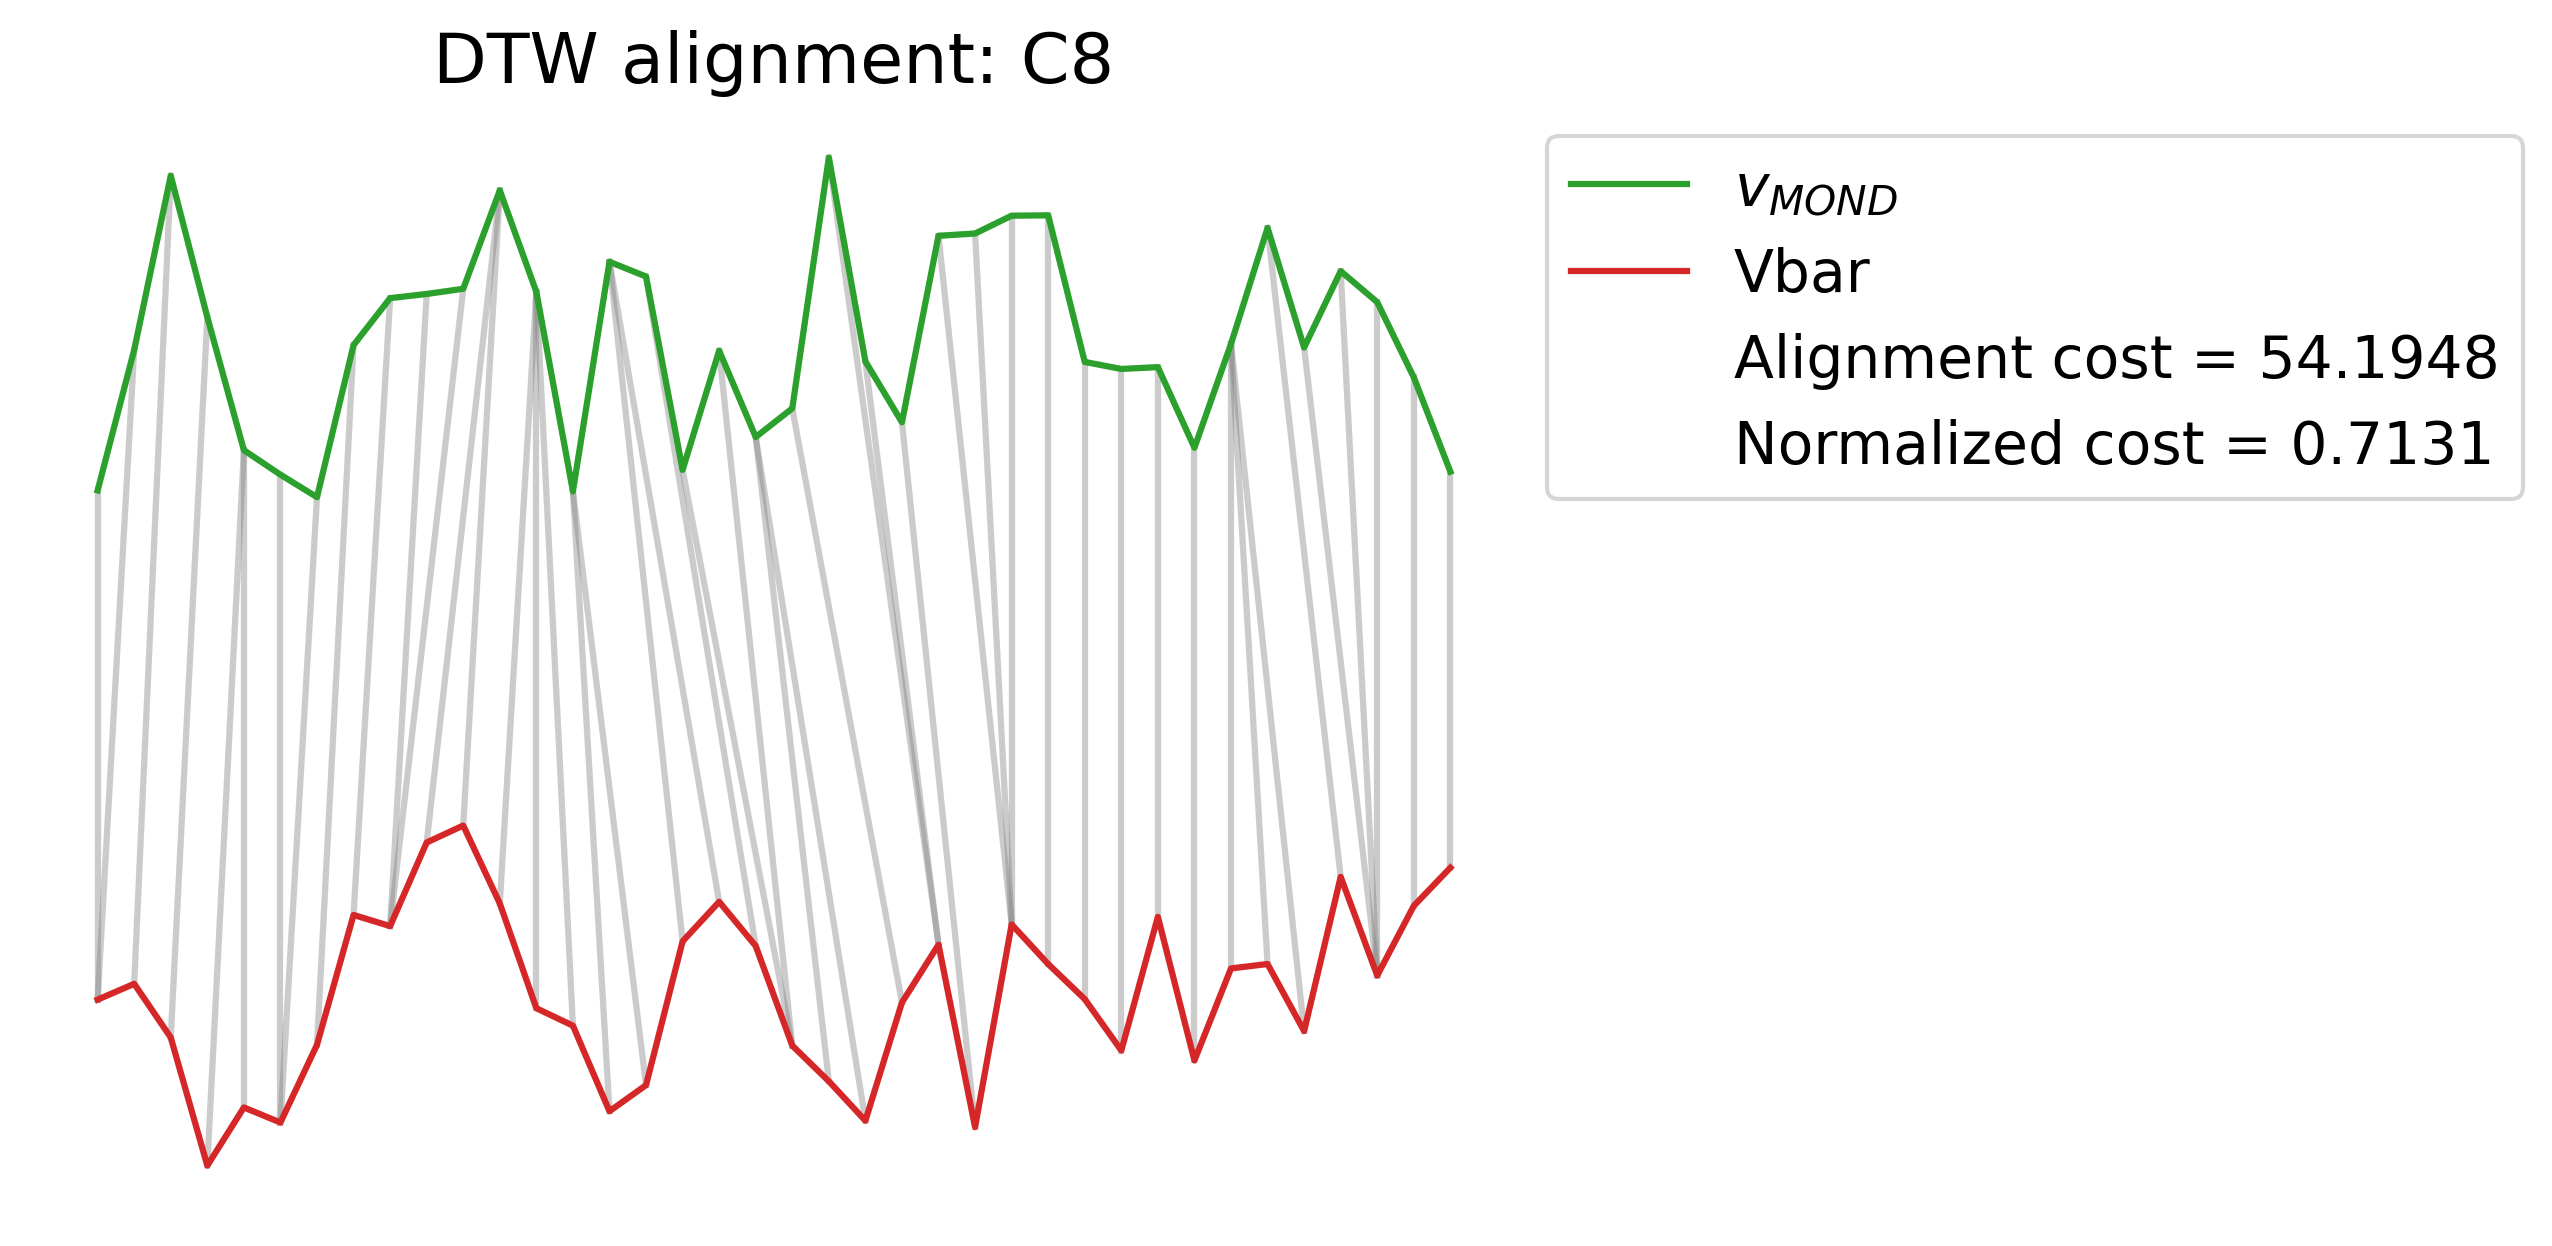 DTW alignment: C8
v_MOND
Vbar
Alignment cost = 54.1948
Normalized cost = 0.7131